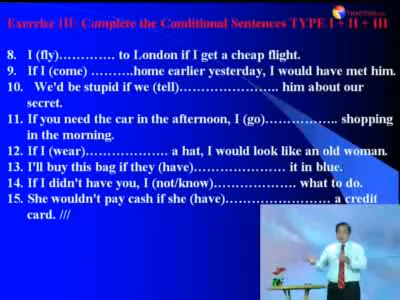 Exercise III: Complete the Conditional Sentences TYPE I + II + III
8. I (fly)…………. to London if I get a cheap flight.
9. If I (come) ……….home earlier yesterday, I would have met him.
10. We'd be stupid if we (tell)………………….. him about our
secret.
11. If you need the car in the afternoon, I (go)…………….. shopping
in the morning.
12. If I (wear)………………. a hat, I would look like an old woman.
13. I'll buy this bag if they (have)………………… it in blue.
14. If I didn't have you, I (not/know)………………. what to do.
15. She wouldn't pay cash if she (have)…………………… a credit
card. ///